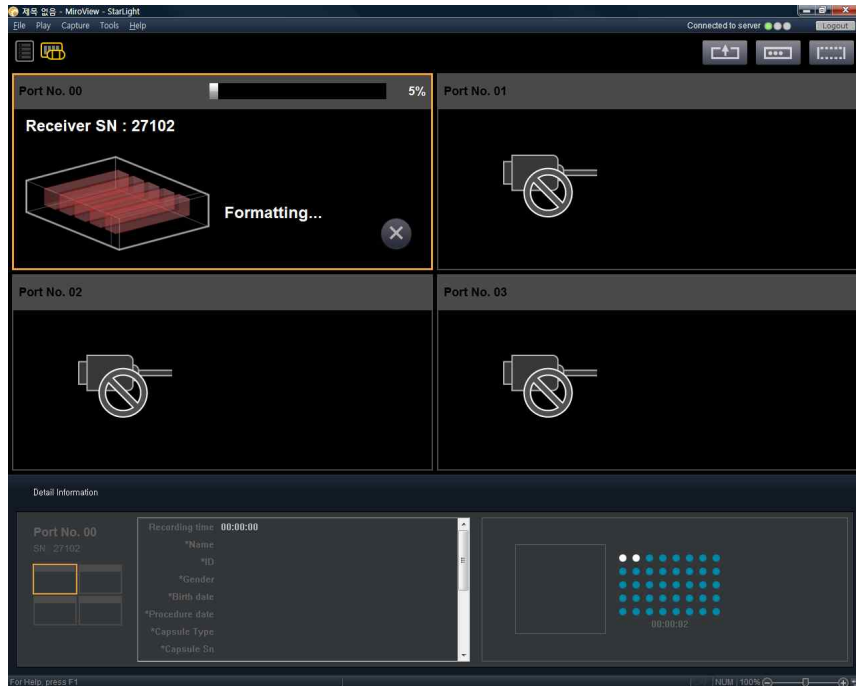 제목 없음 - MiroView - StarLight
File Play Capture Tools Help
Connected to server
Logout
Port No. 00
5%
Port No. 01
Receiver SN : 27102
Formatting...
Port No. 02
Port No. 03
Detail Information
Port No. 00
SN : 27102
Recording time 00:00:00
*Name
*ID
*Gender
*Birth date
*Procedure date
*Capsule Type
*Capsule Sn
00:00:02
For Help, press F1
NUM 100%